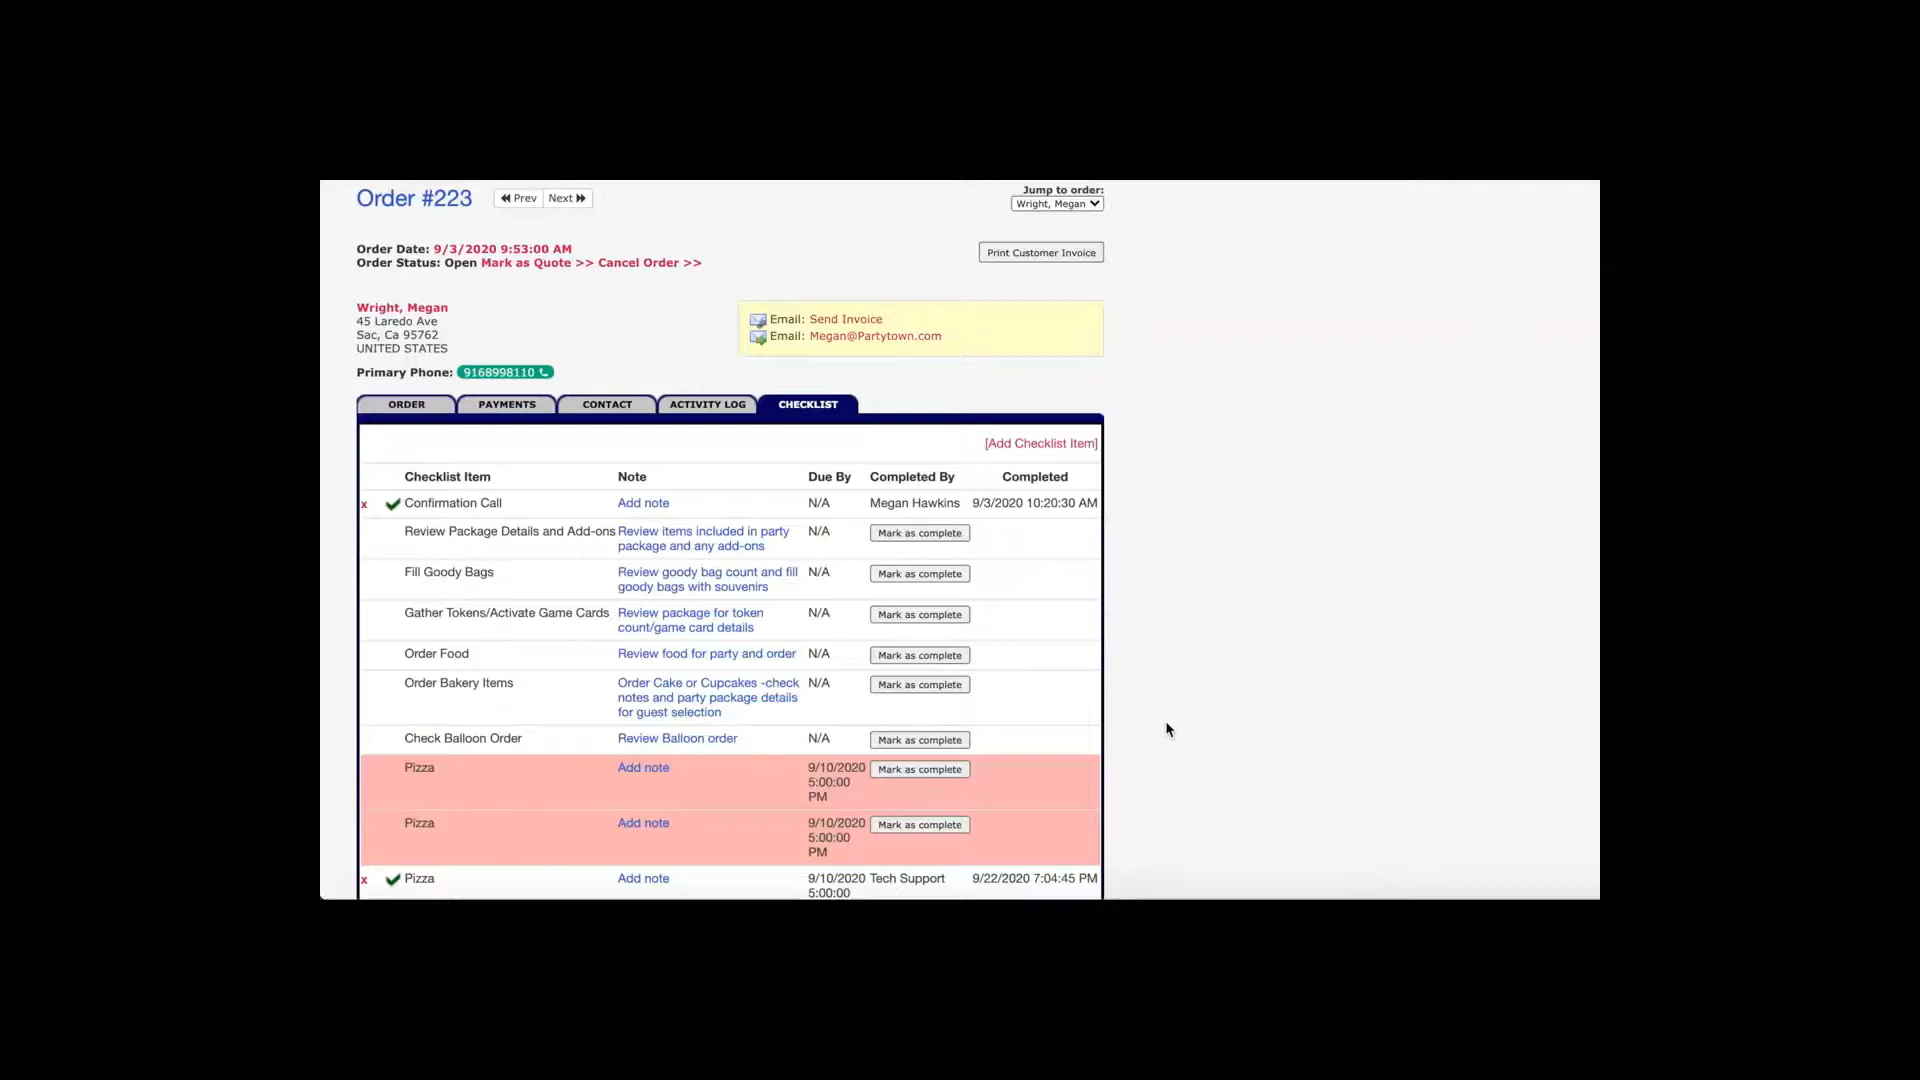 Order #223
Prev Next
Jump to order:
Wright, Megan
Order Date: 9/3/2020 9:53:00 AM
Print Customer Invoice
Order Status: Open Mark as Quote >> Cancel Order >>
Wright, Megan
45 Laredo Ave
Sac, Ca 95762
UNITED STATES
Email: Send Invoice
Email: Megan@Partytown.com
Primary Phone: 9168998110
ORDER PAYMENTS CONTACT ACTIVITY LOG CHECKLIST
[Add Checklist Item]
Checklist Item Note Due By Completed By Completed
x Confirmation Call Add note N/A Megan Hawkins 9/3/2020 10:20:30 AM
Review Package Details and Add-ons Review items included in party N/A Mark as complete
package and any add-ons
Fill Goody Bags Review goody bag count and fill N/A Mark as complete
goody bags with souvenirs
Gather Tokens/Activate Game Cards Review package for token N/A Mark as complete
count/game card details
Order Food Review food for party and order N/A Mark as complete
Order Bakery Items Order Cake or Cupcakes -check N/A Mark as complete
notes and party package details
for guest selection
Check Balloon Order Review Balloon order N/A Mark as complete
Pizza Add note 9/10/2020 Mark as complete
5:00:00
PM
Pizza Add note 9/10/2020 Mark as complete
5:00:00
PM
x Pizza Add note 9/10/2020 Tech Support 9/22/2020 7:04:45 PM
5:00:00